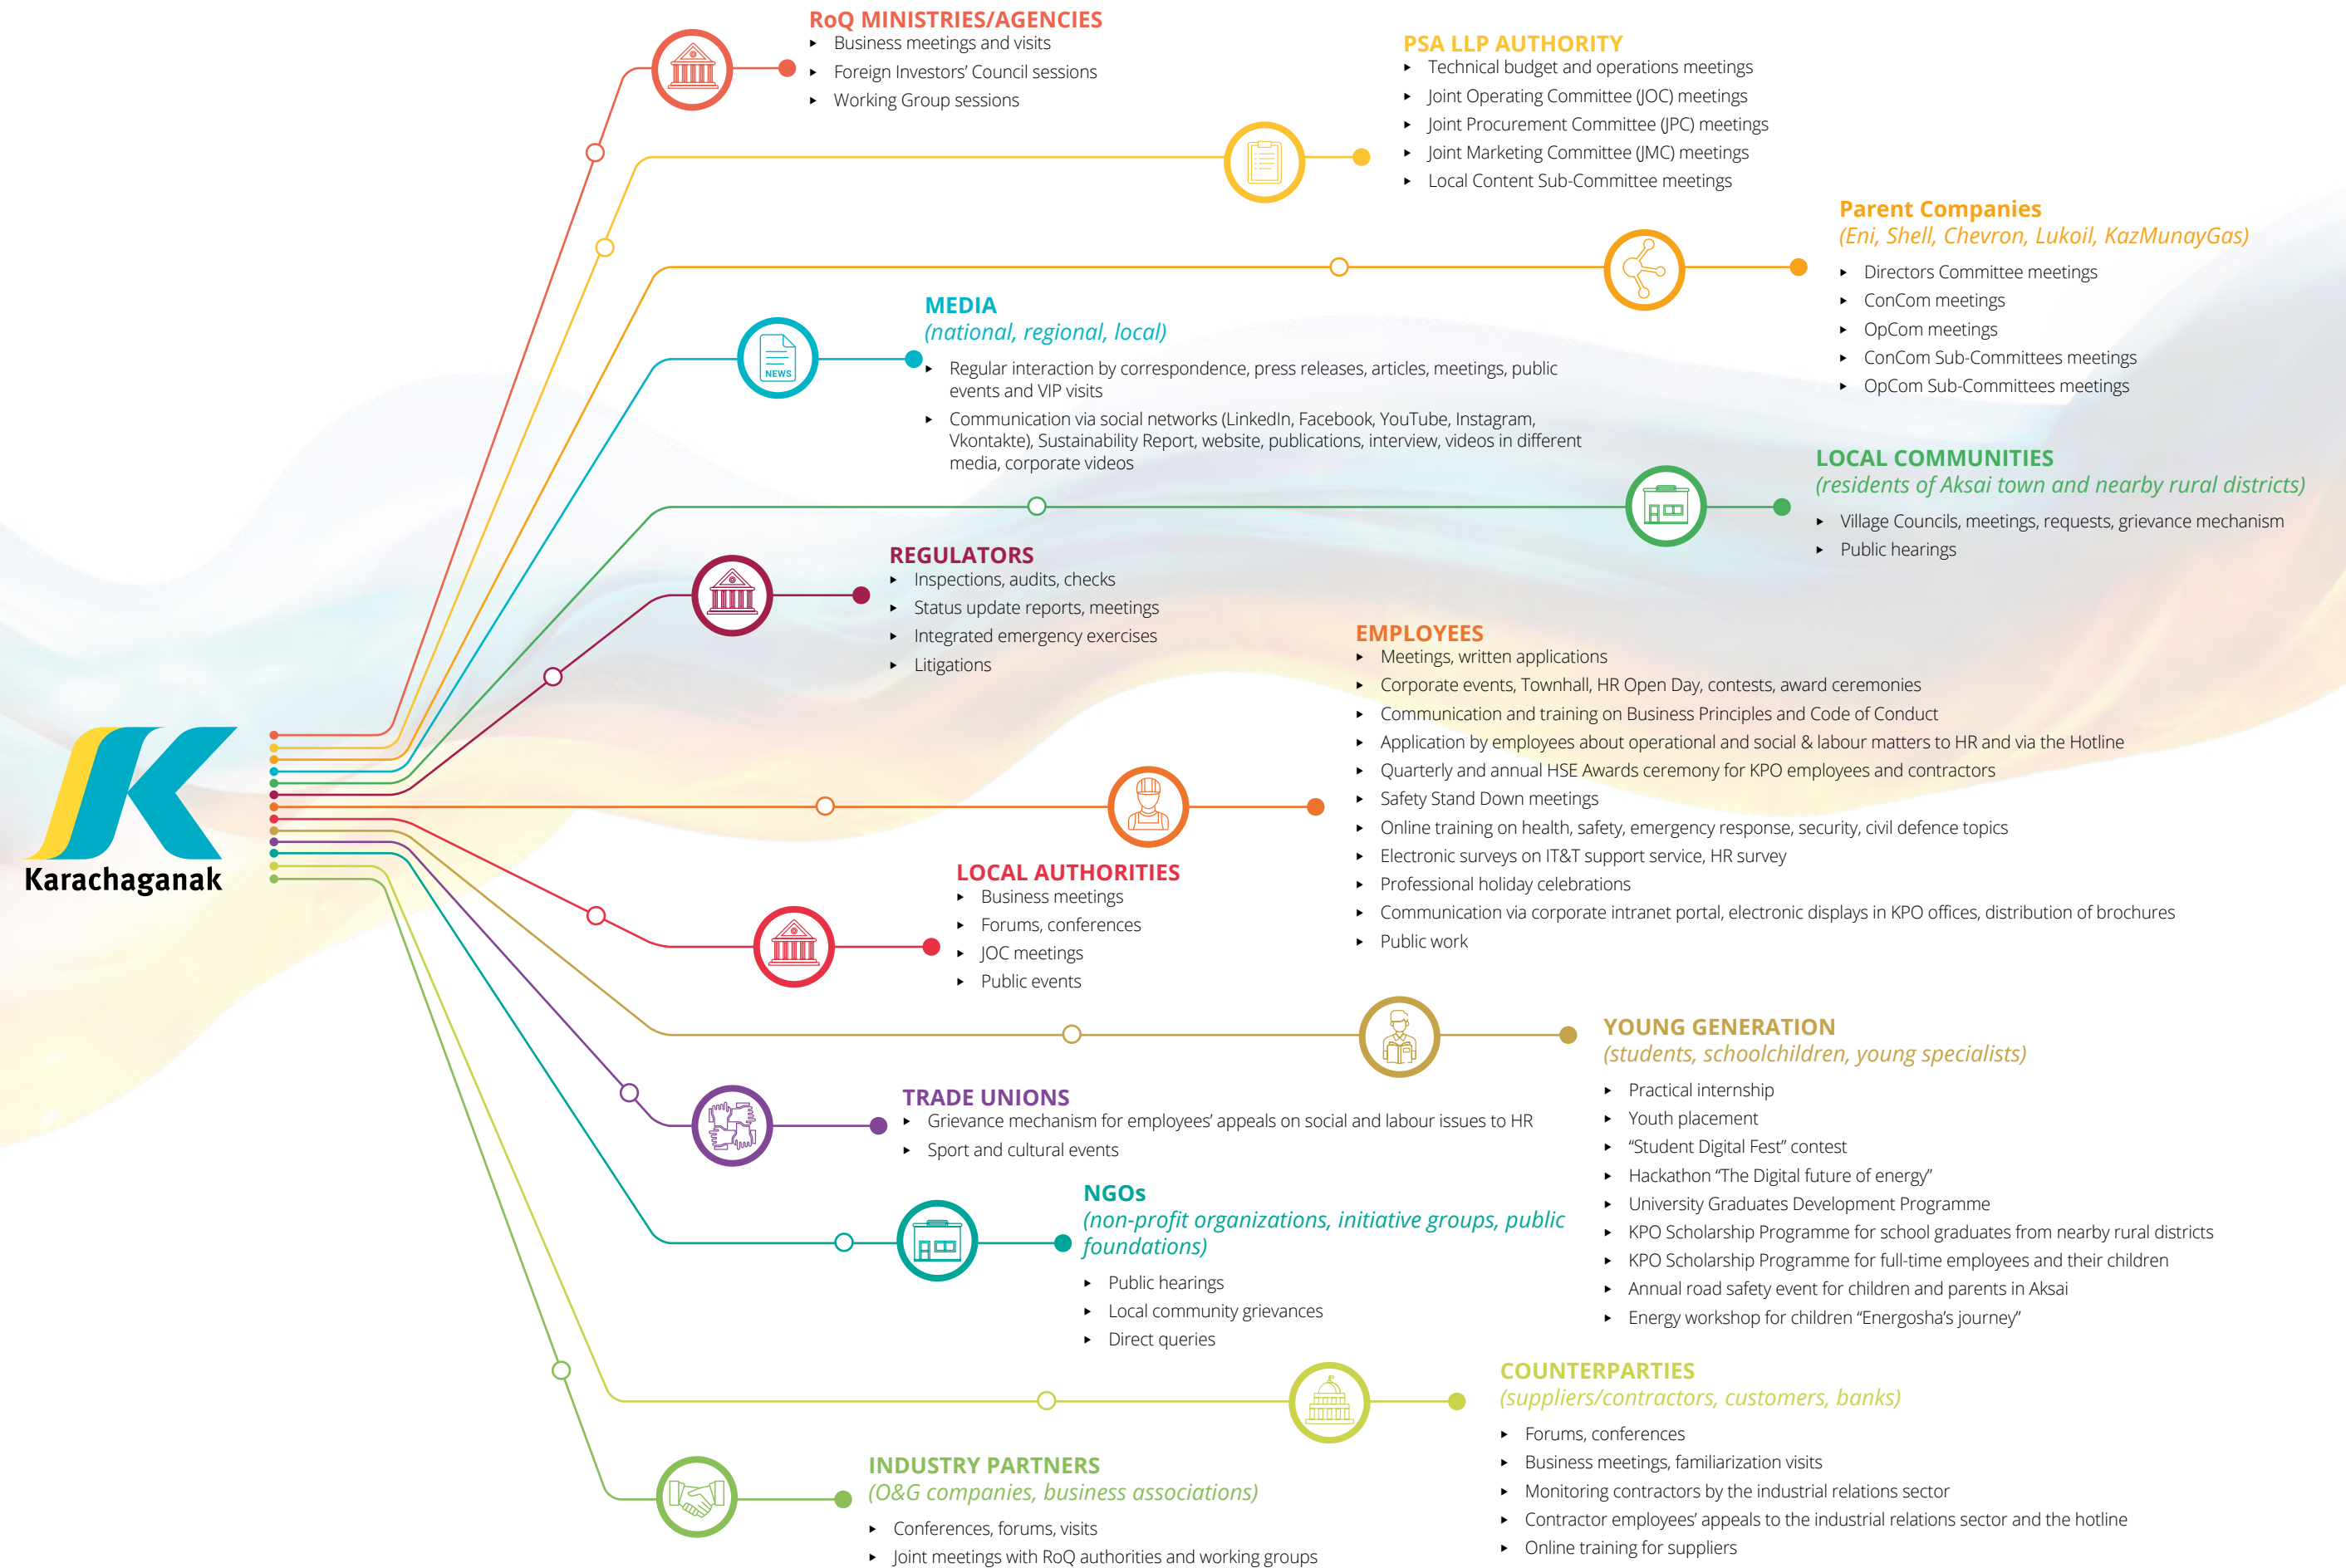 RoQ MINISTRIES/AGENCIES
Business meetings and visits
Foreign Investors' Council sessions
Working Group sessions
PSA LLP AUTHORITY
Technical budget and operations meetings
Joint Operating Committee (JOC) meetings
Joint Procurement Committee (JPC) meetings
Joint Marketing Committee (JMC) meetings
Local Content Sub-Committee meetings
Parent Companies
(Eni, Shell, Chevron, Lukoil, KazMunayGas)
Directors Committee meetings
ConCom meetings
OpCom meetings
ConCom Sub-Committees meetings
OpCom Sub-Committees meetings
NEWS
MEDIA
(national, regional, local)
Regular interaction by correspondence, press releases, articles, meetings, public
events and VIP visits
Communication via social networks (LinkedIn, Facebook, YouTube, Instagram,
Vkontakte), Sustainability Report, website, publications, interview, videos in different
media, corporate videos
LOCAL COMMUNITIES
(residents of Aksai town and nearby rural districts)
Village Councils, meetings, requests, grievance mechanism
Public hearings
REGULATORS
Inspections, audits, checks
Status update reports, meetings
Integrated emergency exercises
Litigations
EMPLOYEES
Meetings, written applications
Corporate events, Townhall, HR Open Day, contests, award ceremonies
Communication and training on Business Principles and Code of Conduct
Application by employees about operational and social & labour matters to HR and via the Hotline
Quarterly and annual HSE Awards ceremony for KPO employees and contractors
Safety Stand Down meetings
Online training on health, safety, emergency response, security, civil defence topics
Electronic surveys on IT&T support service, HR survey
Professional holiday celebrations
Communication via corporate intranet portal, electronic displays in KPO offices, distribution of brochures
Public work
Karachaganak
LOCAL AUTHORITIES
Business meetings
Forums, conferences
JOC meetings
Public events
YOUNG GENERATION
(students, schoolchildren, young specialists)
Practical internship
Youth placement
“Student Digital Fest” contest
Hackathon “The Digital future of energy”
University Graduates Development Programme
KPO Scholarship Programme for school graduates from nearby rural districts
KPO Scholarship Programme for full-time employees and their children
Annual road safety event for children and parents in Aksai
Energy workshop for children “Energosha’s journey”
TRADE UNIONS
Grievance mechanism for employees’ appeals on social and labour issues to HR
Sport and cultural events
NGOs
(non-profit organizations, initiative groups, public
foundations)
Public hearings
Local community grievances
Direct queries
COUNTERPARTIES
(suppliers/contractors, customers, banks)
Forums, conferences
Business meetings, familiarization visits
Monitoring contractors by the industrial relations sector
Contractor employees’ appeals to the industrial relations sector and the hotline
Online training for suppliers
INDUSTRY PARTNERS
(O&G companies, business associations)
Conferences, forums, visits
Joint meetings with RoQ authorities and working groups